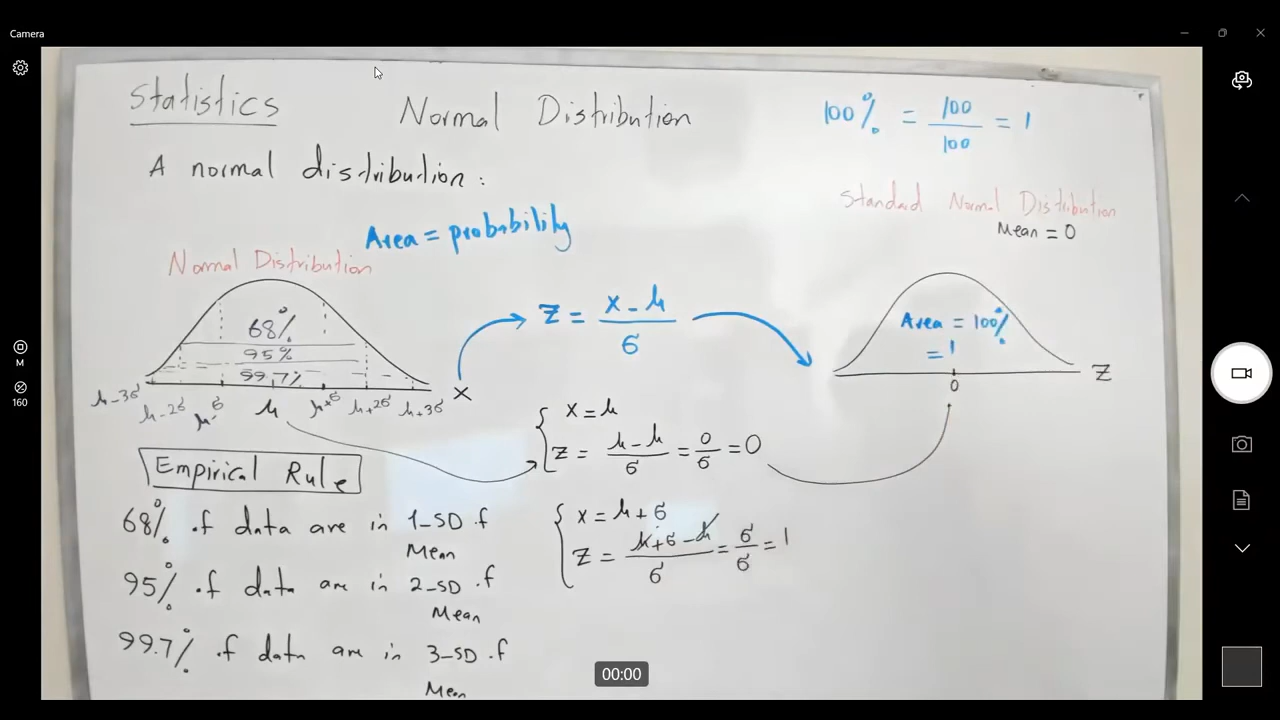 Camera
Statistics
Normal Distribution
100% = 100/100 = 1
A normal distribution:
Standard Normal Distribution
Mean = 0
Area = probability
Normal Distribution
Z = (x - μ)/σ
68%
95%
99.7%
μ-3σ μ-2σ μ-σ μ μ+σ μ+2σ μ+3σ x
Area = 100%
= 1
0
Z
x = μ
Z = (μ - μ)/σ = 0/σ = 0
Empirical Rule
68% of data are in 1-SD of
Mean
95% of data are in 2-SD of
Mean
99.7% of data are in 3-SD of
Mean
x = μ + σ
Z = (μ + σ - μ)/σ = σ/σ = 1
M
160
00:00